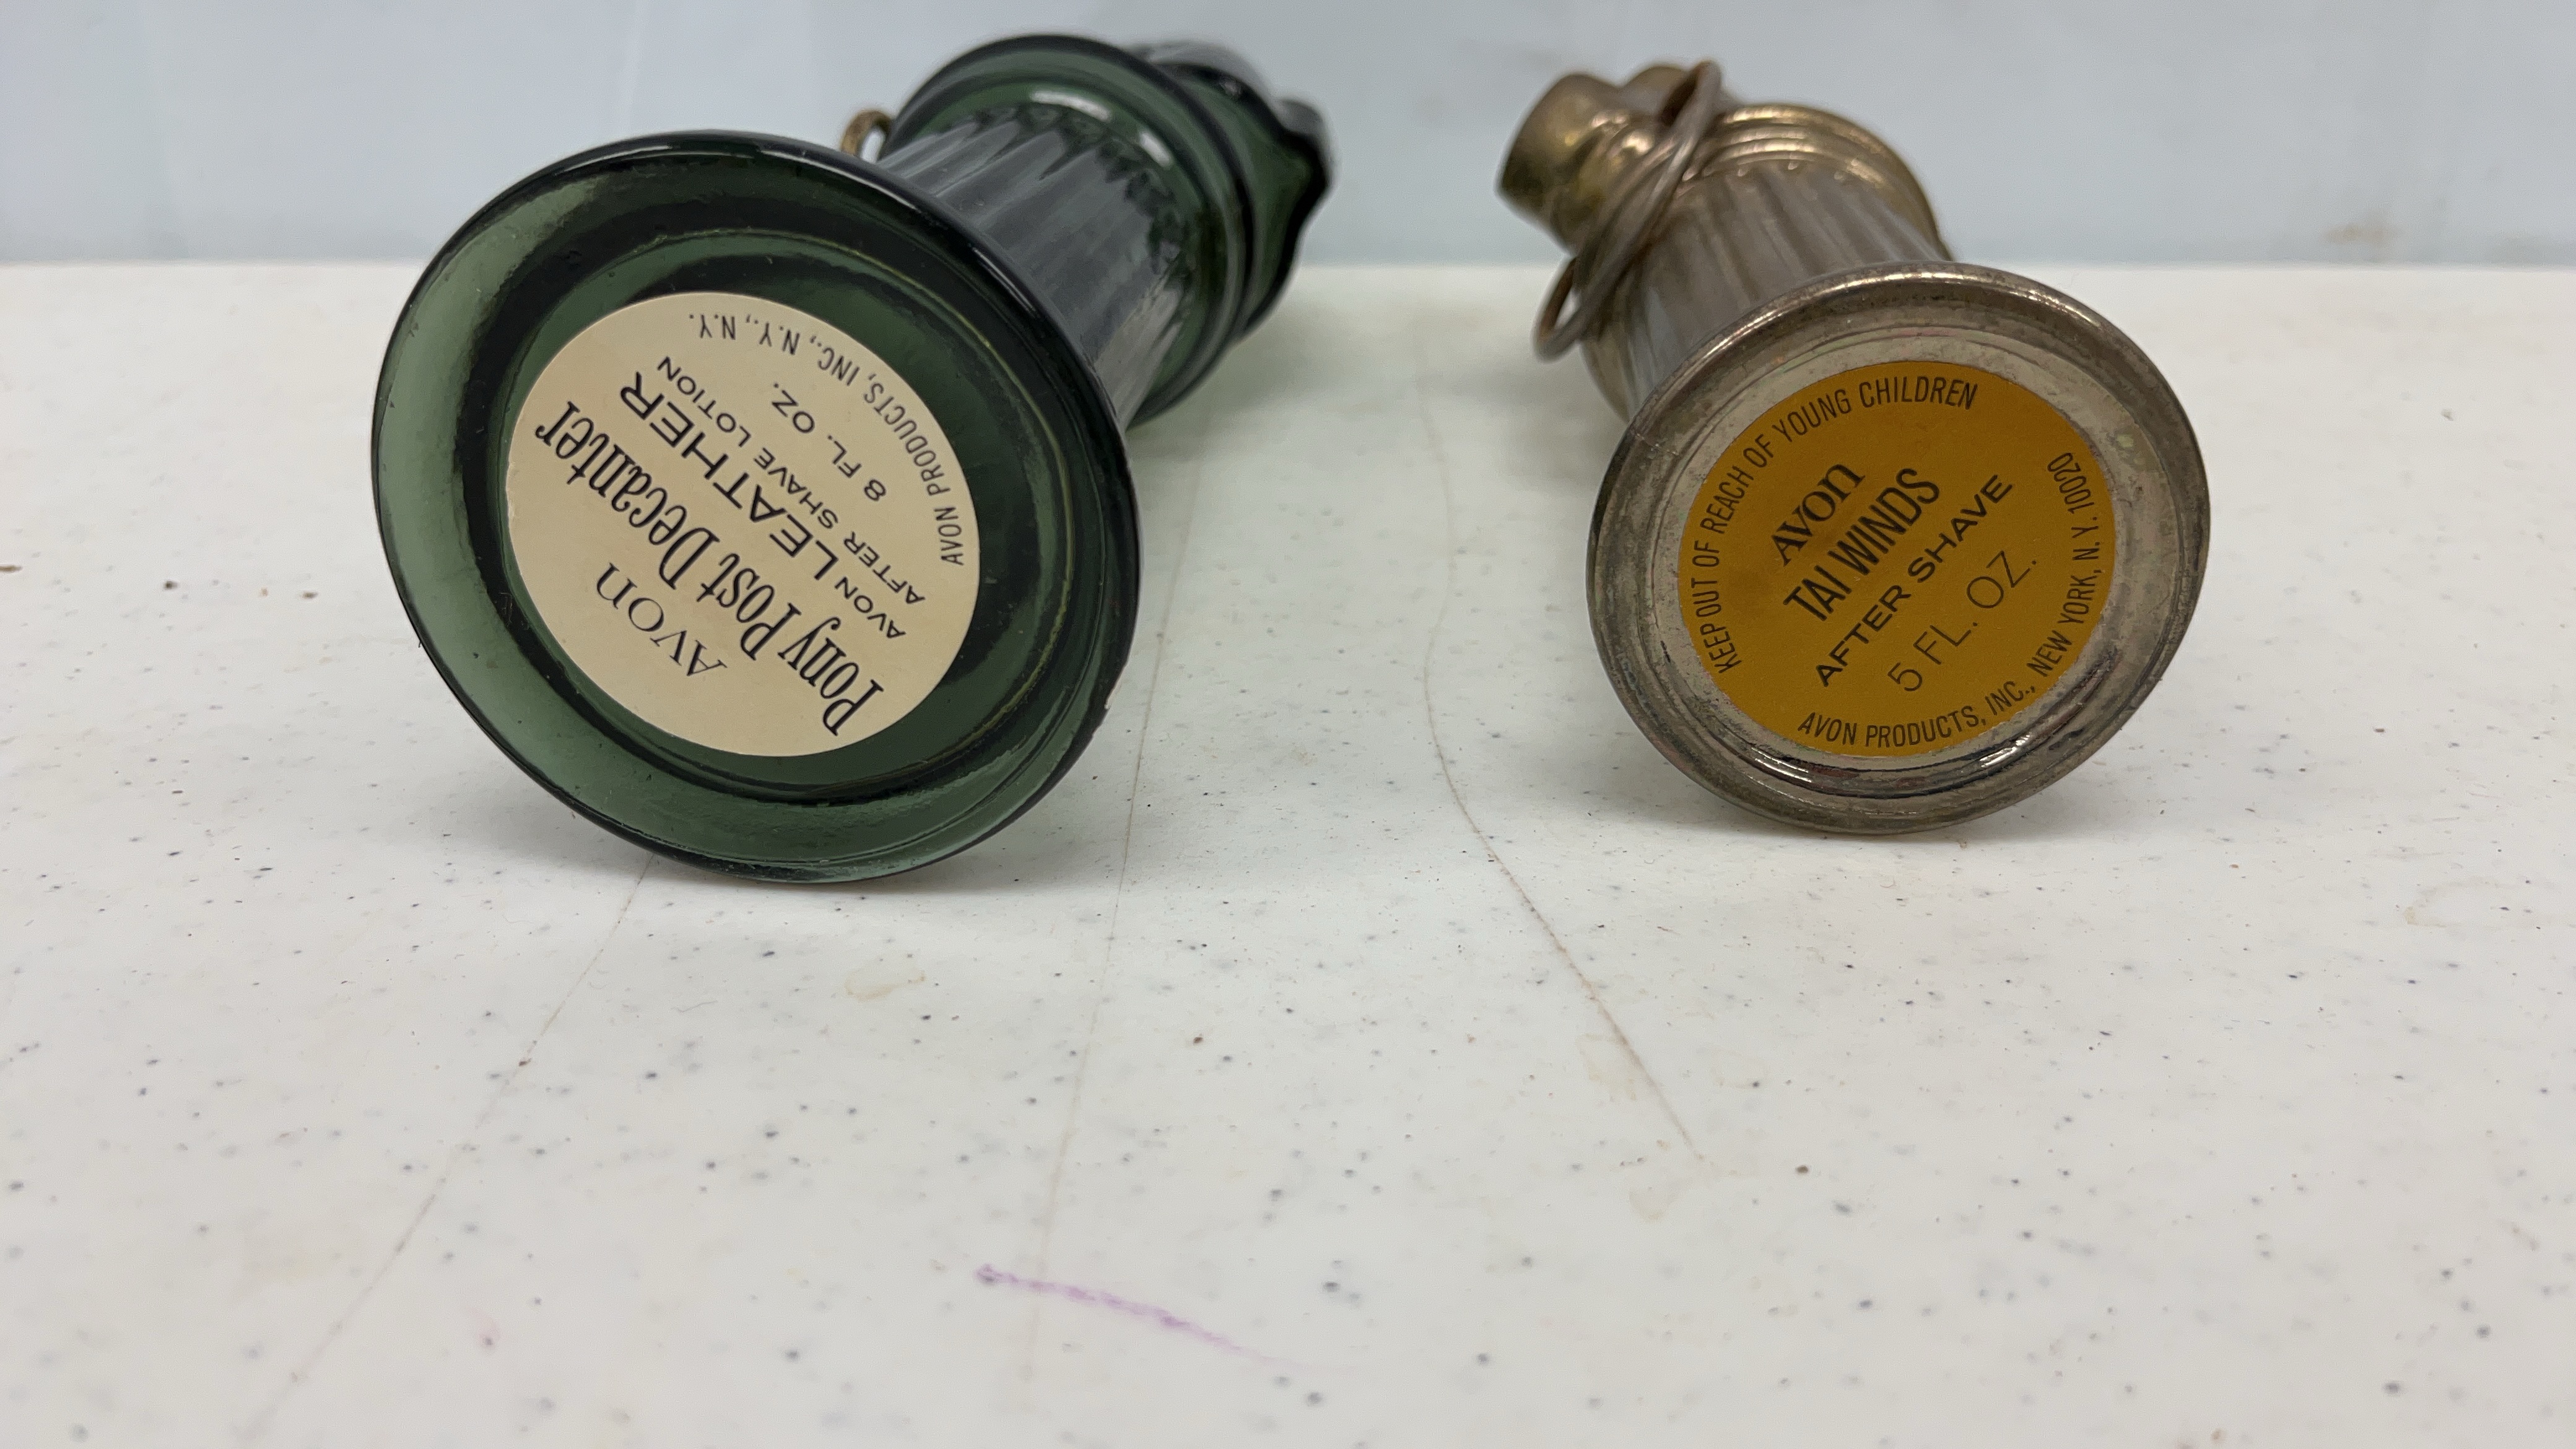 AVON
Pony Post Decanter
AVON LEATHER
AFTER SHAVE LOTION
8 FL. OZ.
AVON PRODUCTS, INC., N.Y., N.Y.
KEEP OUT OF REACH OF YOUNG CHILDREN
AVON
TAI WINDS
AFTER SHAVE
5 FL. OZ.
AVON PRODUCTS, INC., NEW YORK, N.Y. 10020